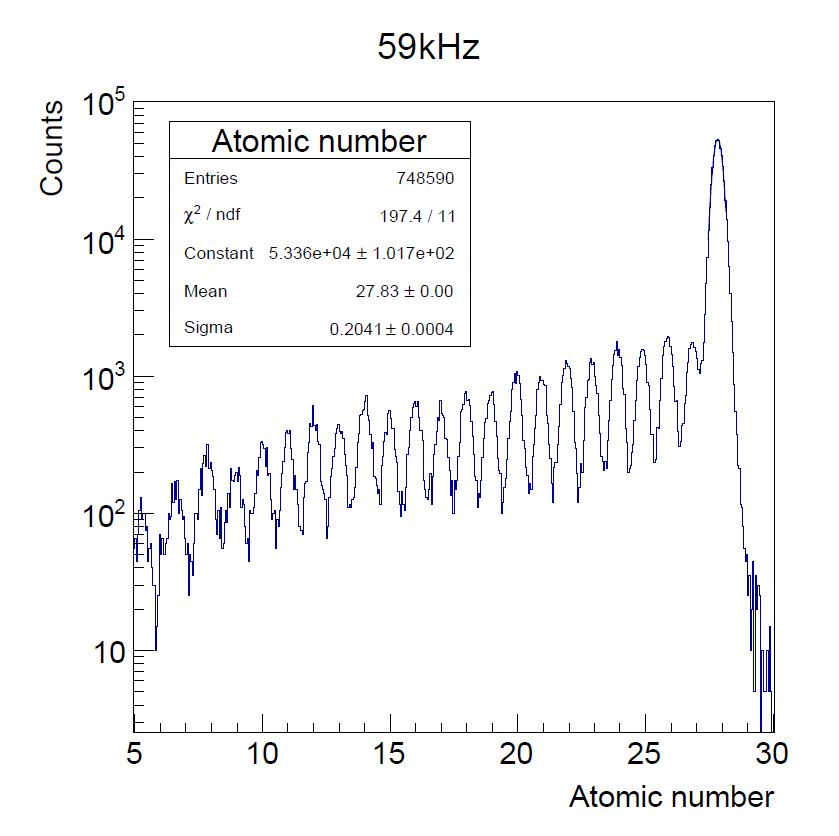 59kHz
Counts
10⁵
10⁴
10³
10²
10
Atomic number
Entries 748590
χ² / ndf 197.4 / 11
Constant 5.336e+04 ± 1.017e+02
Mean 27.83 ± 0.00
Sigma 0.2041 ± 0.0004
5 10 15 20 25 30
Atomic number